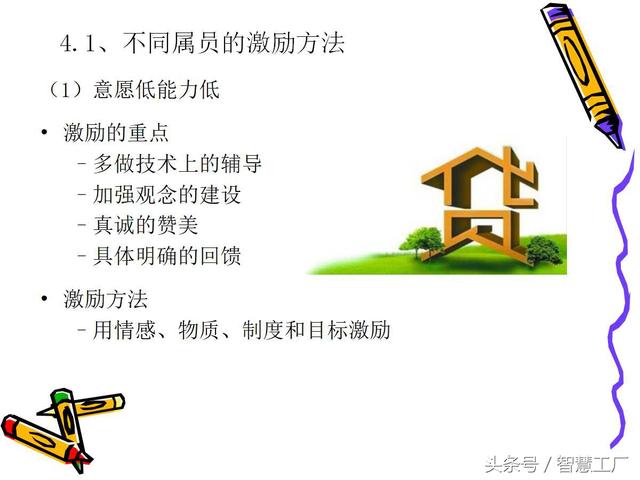 4.1、不同属员的激励方法
（1）意愿低能力低
• 激励的重点
–多做技术上的辅导
–加强观念的建设
–真诚的赞美
–具体明确的回馈
• 激励方法
–用情感、物质、制度和目标激励
贷
头条号 / 智慧工厂